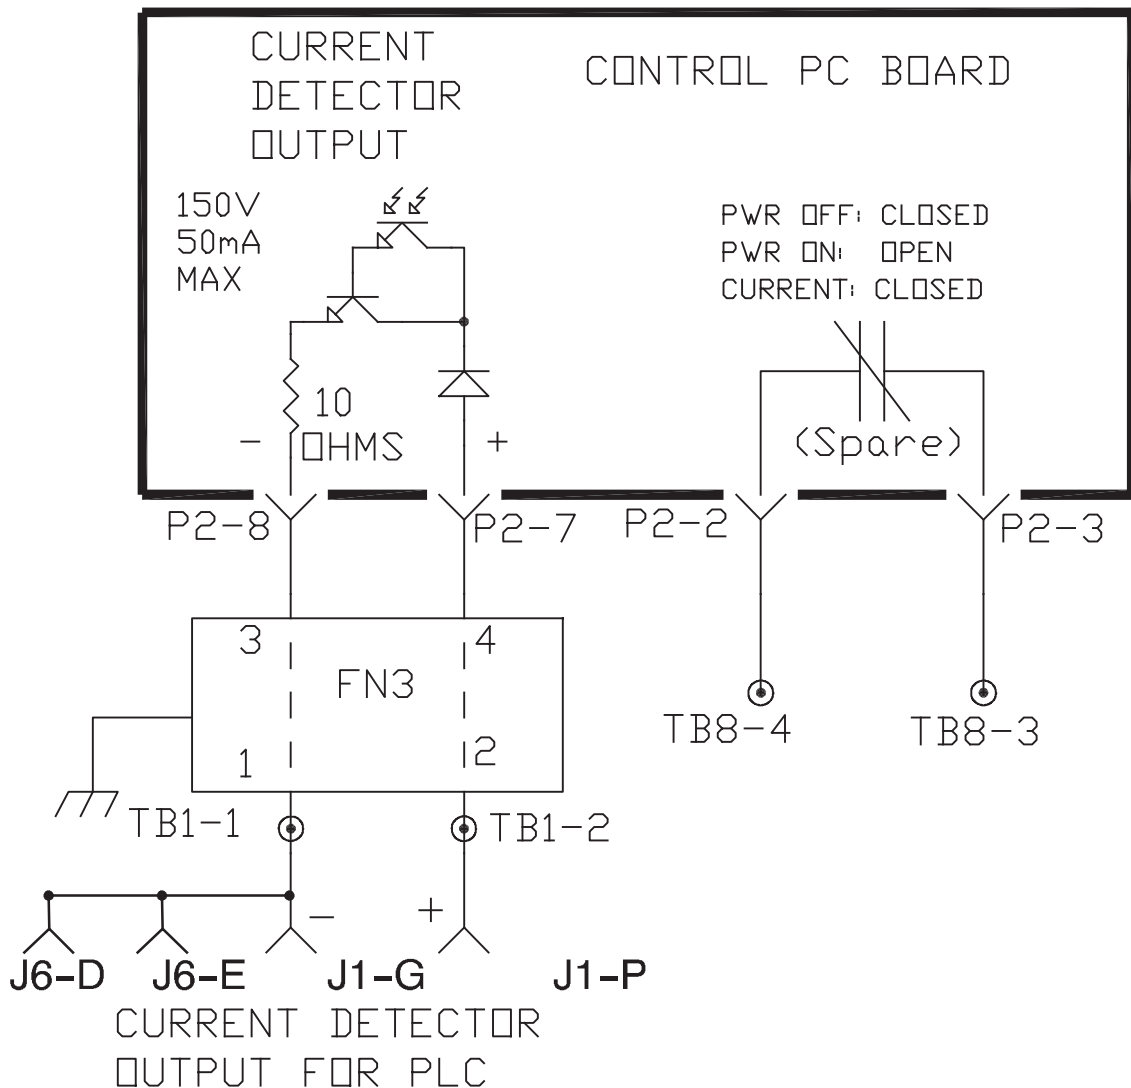 CURRENT
DETECTOR
OUTPUT
CONTROL PC BOARD
150V
50mA
MAX
PWR OFF: CLOSED
PWR ON: OPEN
CURRENT: CLOSED
10
OHMS
-
+
(Spare)
P2-8
P2-7
P2-2
P2-3
3
4
FN3
1
2
TB8-4
TB8-3
TB1-1
TB1-2
-
+
J6-D
J6-E
J1-G
J1-P
CURRENT DETECTOR
OUTPUT FOR PLC